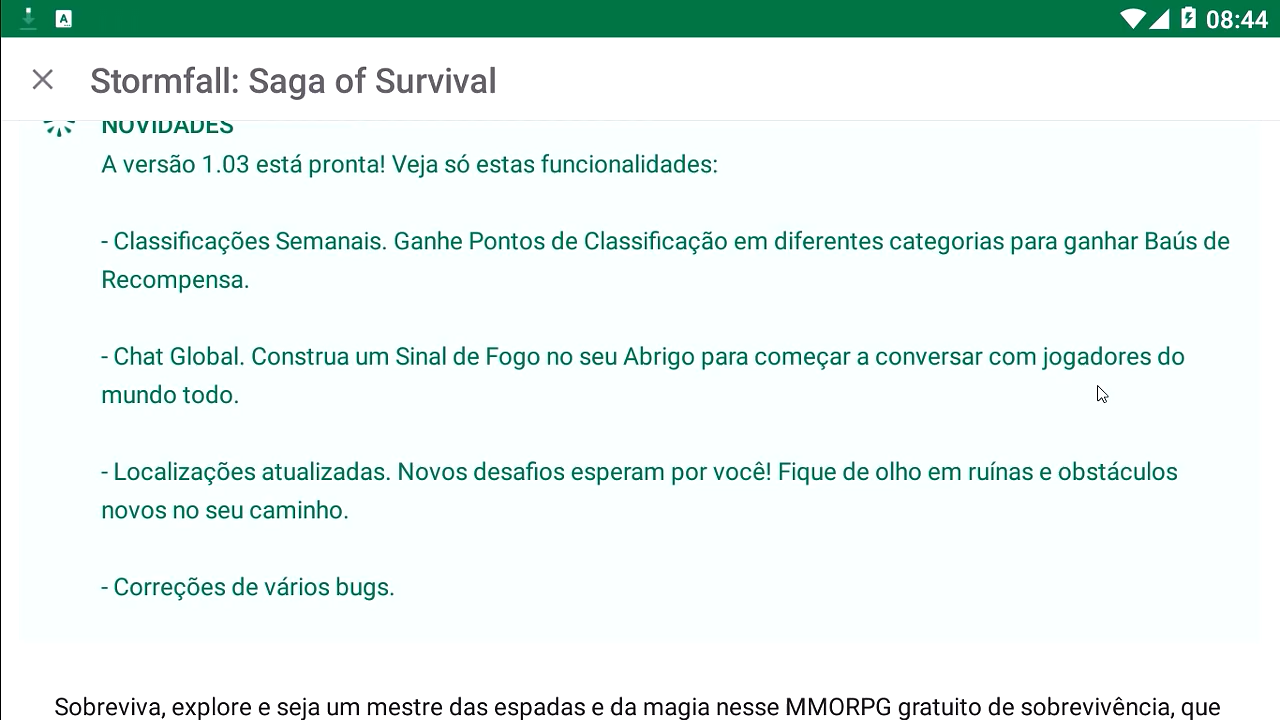 08:44
Stormfall: Saga of Survival
NOVIDADES
A versão 1.03 está pronta! Veja só estas funcionalidades:
- Classificações Semanais. Ganhe Pontos de Classificação em diferentes categorias para ganhar Baús de
Recompensa.
- Chat Global. Construa um Sinal de Fogo no seu Abrigo para começar a conversar com jogadores do
mundo todo.
- Localizações atualizadas. Novos desafios esperam por você! Fique de olho em ruínas e obstáculos
novos no seu caminho.
- Correções de vários bugs.
Sobreviva, explore e seja um mestre das espadas e da magia nesse MMORPG gratuito de sobrevivência, que